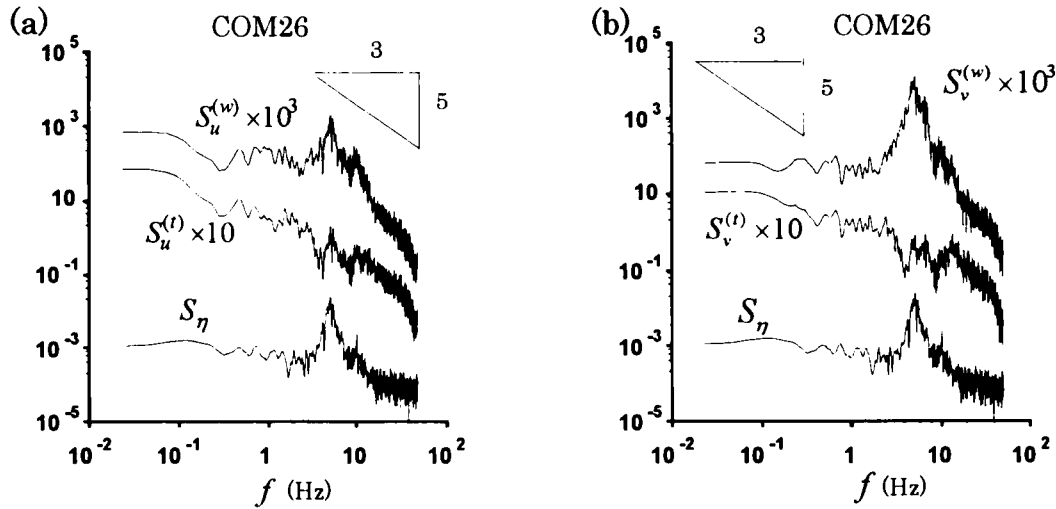 (a)
COM26
10^5
10^3
10
10^-1
10^-3
10^-5
3
5
S_u^(w) × 10^3
S_u^(t) × 10
S_η
10^-2
10^-1
1
10
10^2
f (Hz)
(b)
COM26
10^5
10^3
10
10^-1
10^-3
10^-5
3
5
S_v^(w) × 10^3
S_v^(t) × 10
S_η
10^-2
10^-1
1
10
10^2
f (Hz)